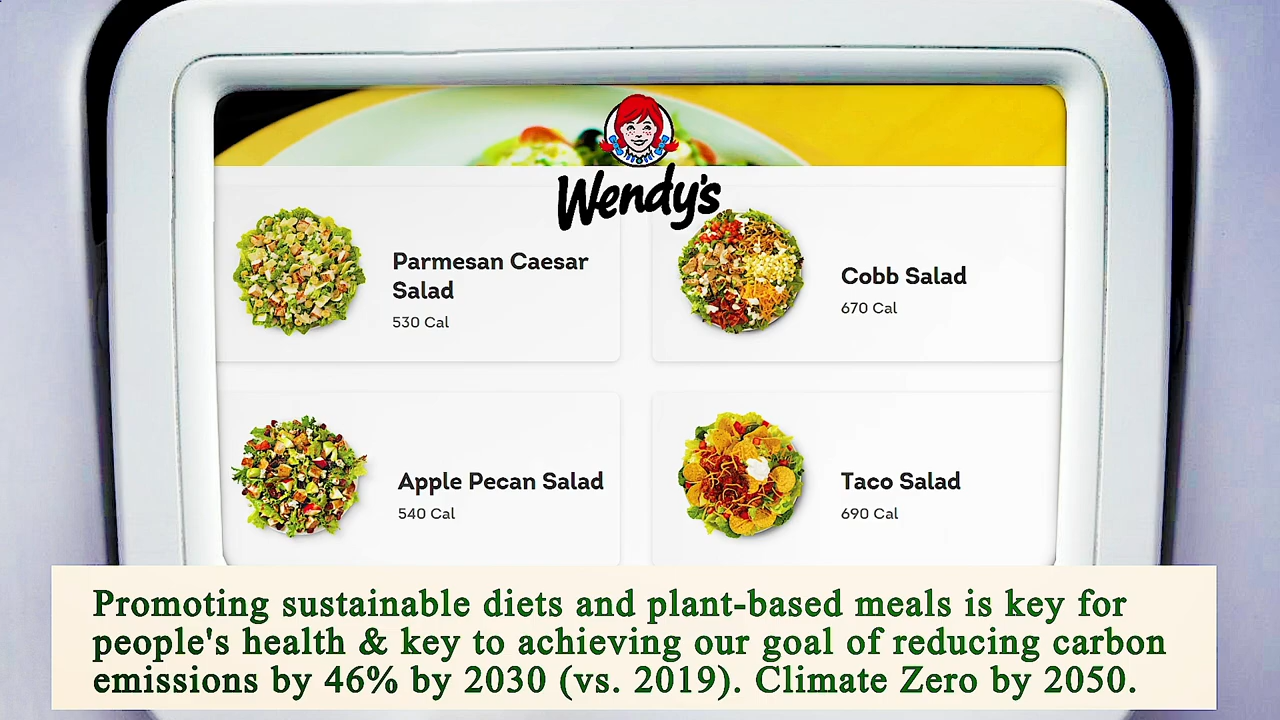 Wendy's
Parmesan Caesar
Salad
530 Cal
Cobb Salad
670 Cal
Apple Pecan Salad
540 Cal
Taco Salad
690 Cal
Promoting sustainable diets and plant-based meals is key for
people's health & key to achieving our goal of reducing carbon
emissions by 46% by 2030 (vs. 2019). Climate Zero by 2050.